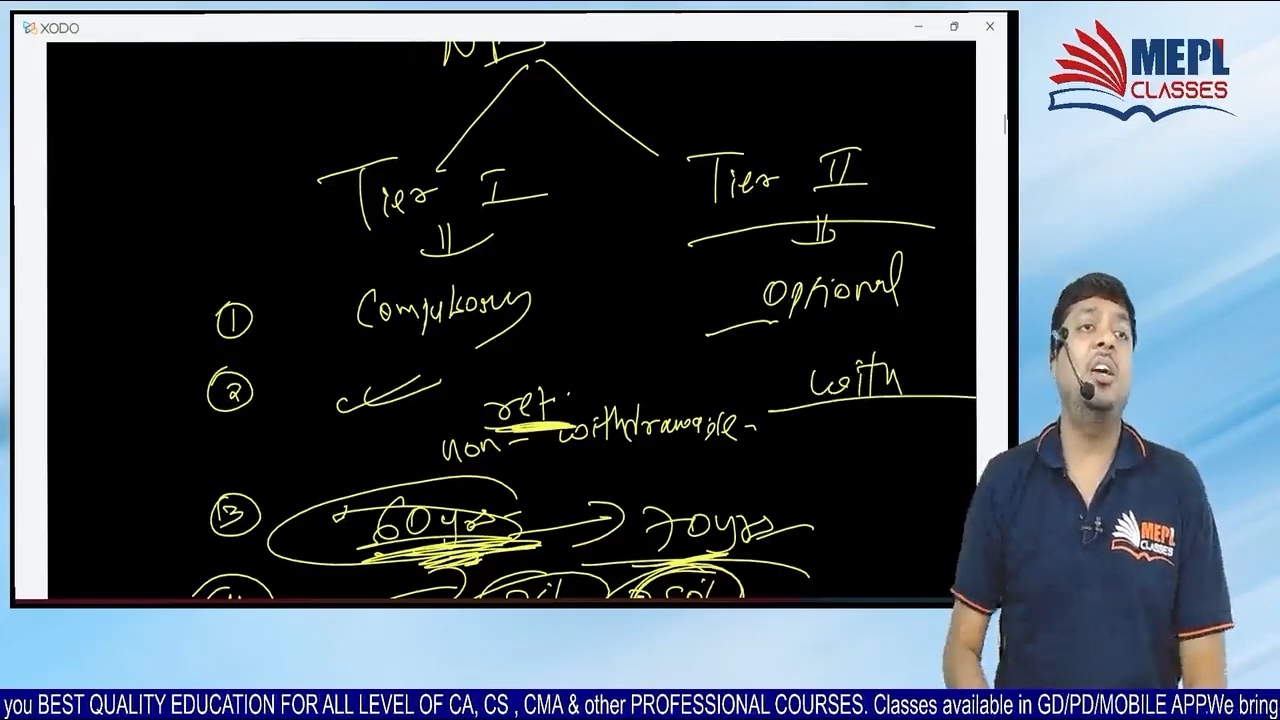 XODO
MEPL
CLASSES
Tier I
Tier II
Compulsory
Optional
①
②
with
ret.
non- withdrawable-
③
60yrs → 70yrs
MEPL
CLASSES
you BEST QUALITY EDUCATION FOR ALL LEVEL OF CA, CS , CMA & other PROFESSIONAL COURSES. Classes available in GD/PD/MOBILE APP.We bring